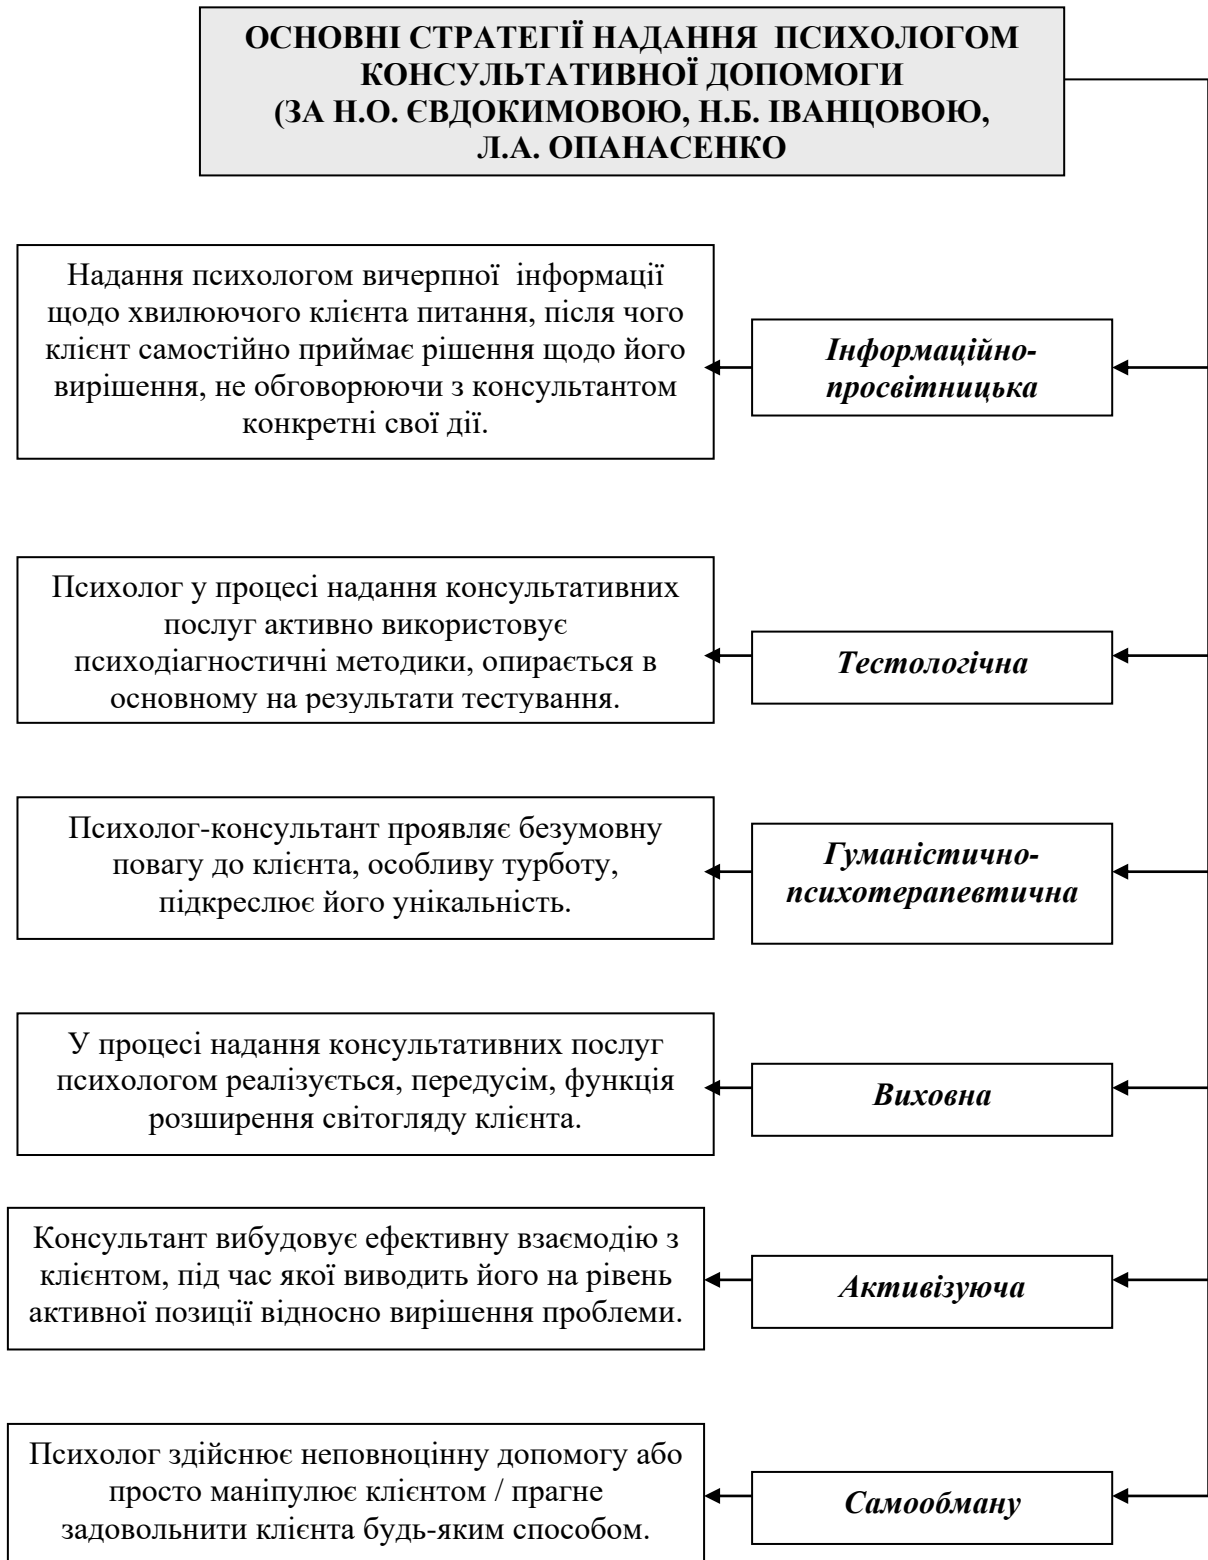 ОСНОВНІ СТРАТЕГІЇ НАДАННЯ ПСИХОЛОГОМ
КОНСУЛЬТАТИВНОЇ ДОПОМОГИ
(ЗА Н.О. ЄВДОКИМОВОЮ, Н.Б. ІВАНЦОВОЮ,
Л.А. ОПАНАСЕНКО
Надання психологом вичерпної інформації
щодо хвилюючого клієнта питання, після чого
клієнт самостійно приймає рішення щодо його
вирішення, не обговорюючи з консультантом
конкретні свої дії.
Інформаційно-
просвітницька
Психолог у процесі надання консультативних
послуг активно використовує
психодіагностичні методики, опирається в
основному на результати тестування.
Тестологічна
Психолог-консультант проявляє безумовну
повагу до клієнта, особливу турботу,
підкреслює його унікальність.
Гуманістично-
психотерапевтична
У процесі надання консультативних послуг
психологом реалізується, передусім, функція
розширення світогляду клієнта.
Виховна
Консультант вибудовує ефективну взаємодію з
клієнтом, під час якої виводить його на рівень
активної позиції відносно вирішення проблеми.
Активізуюча
Психолог здійснює неповноцінну допомогу або
просто маніпулює клієнтом / прагне
задовольнити клієнта будь-яким способом.
Самообману